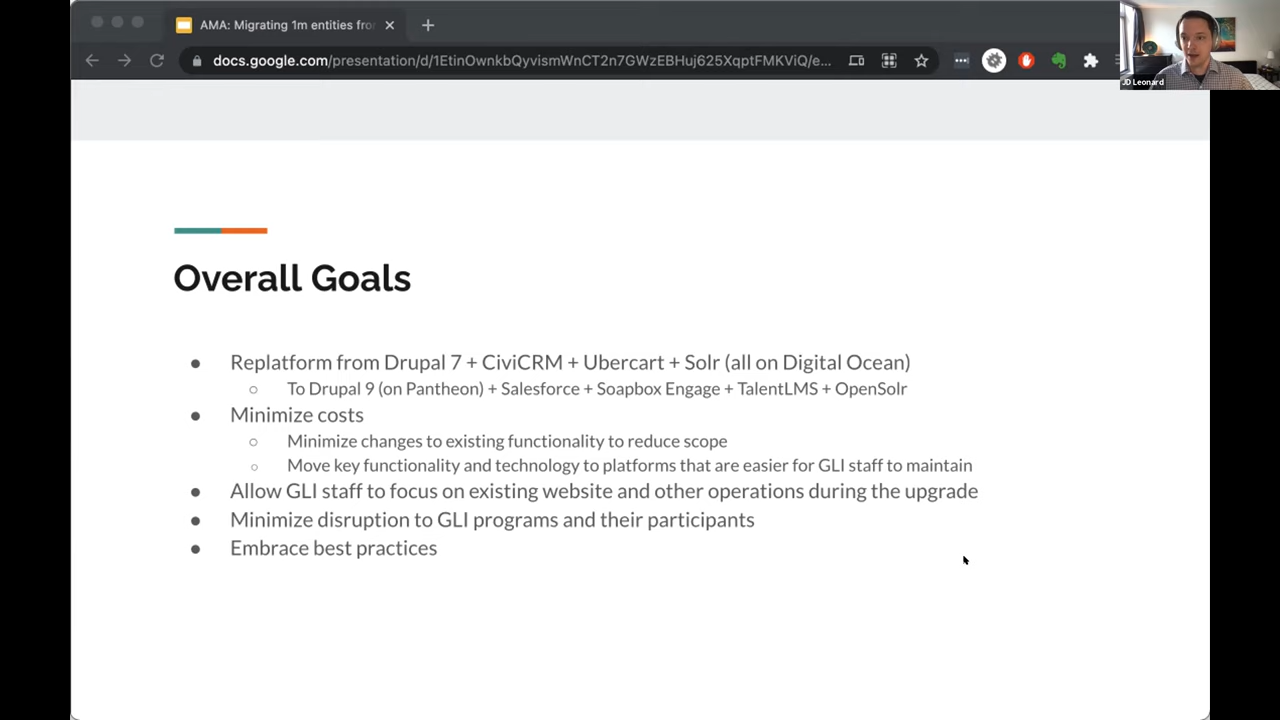 AMA: Migrating 1m entities from
docs.google.com/presentation/d/1EtinOwnkbQyvismWnCT2n7GWzEBHuj625XqptFMKViQ/e...
JD Leonard
Overall Goals
● Replatform from Drupal 7 + CiviCRM + Ubercart + Solr (all on Digital Ocean)
○ To Drupal 9 (on Pantheon) + Salesforce + Soapbox Engage + TalentLMS + OpenSolr
● Minimize costs
○ Minimize changes to existing functionality to reduce scope
○ Move key functionality and technology to platforms that are easier for GLI staff to maintain
● Allow GLI staff to focus on existing website and other operations during the upgrade
● Minimize disruption to GLI programs and their participants
● Embrace best practices